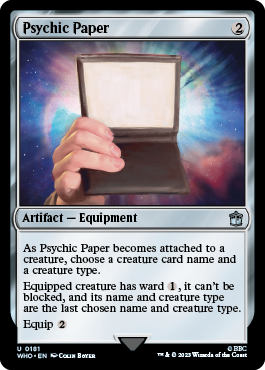 Psychic Paper 2
Artifact — Equipment
As Psychic Paper becomes attached to a
creature, choose a creature card name and
a creature type.
Equipped creature has ward 1, it can't be
blocked, and its name and creature type
are the last chosen name and creature type.
Equip 2
U 0181 © BBC
WHO • EN Colin Boyer ™ & © 2023 Wizards of the Coast